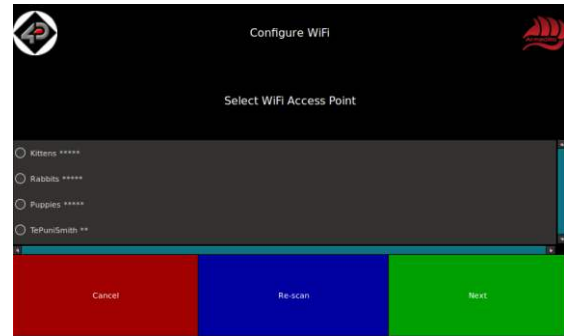 Configure WiFi
Select WiFi Access Point
Kittens *****
Rabbits *****
Puppies *****
TePuniSmith **
Cancel
Re-scan
Next